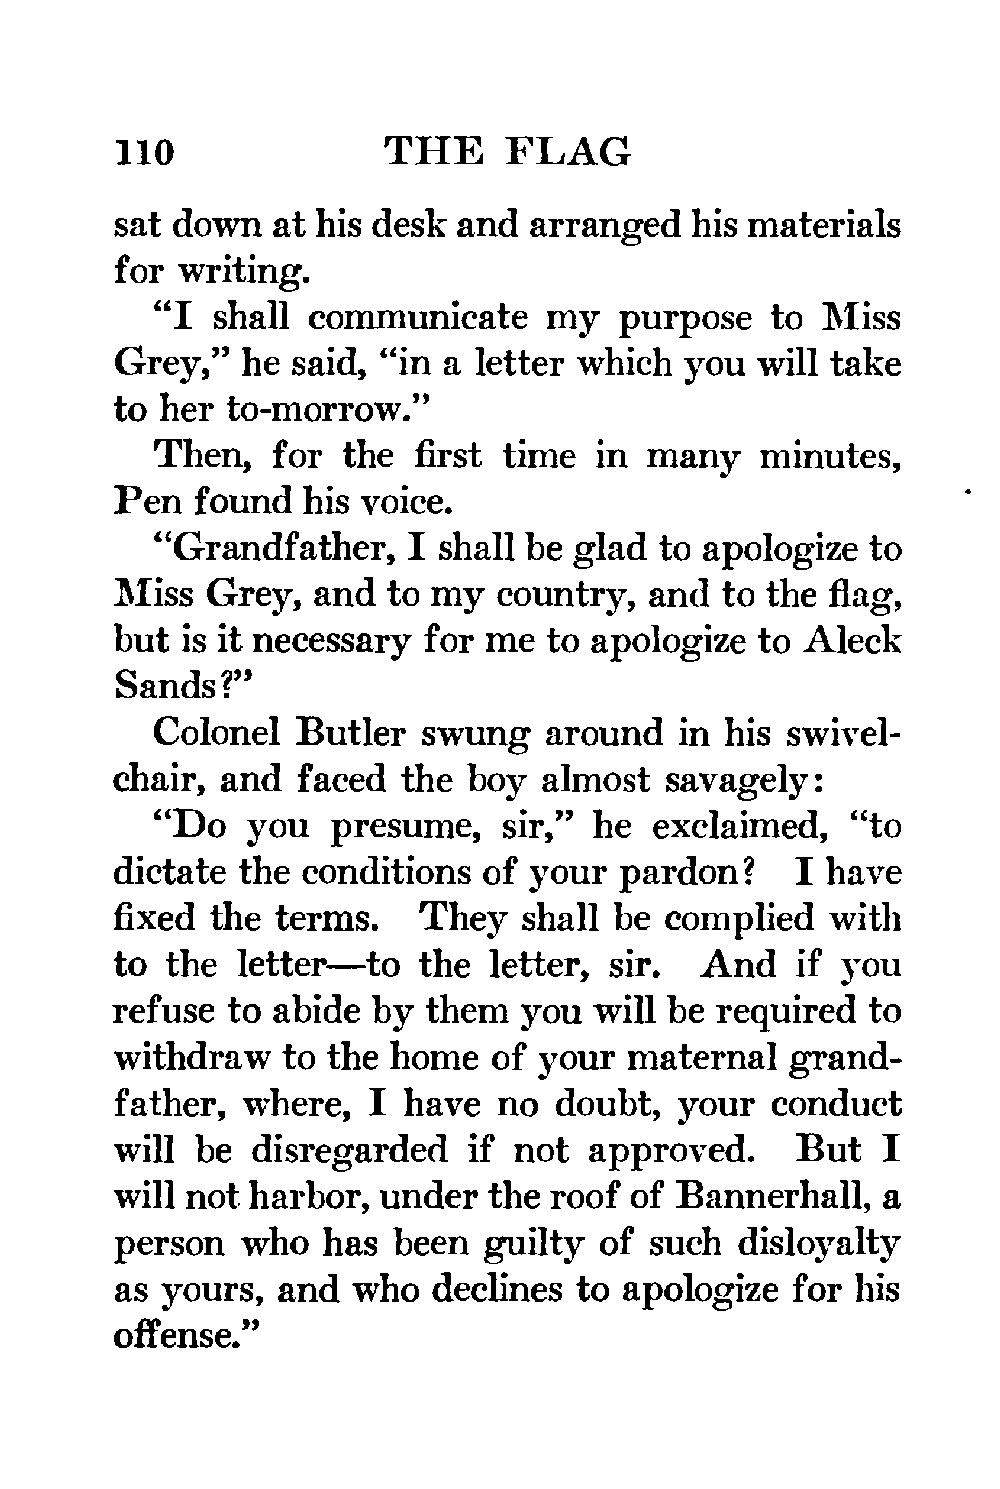 110 THE FLAG
sat down at his desk and arranged his materials
for writing.
“I shall communicate my purpose to Miss
Grey,” he said, “in a letter which you will take
to her to-morrow.”
Then, for the first time in many minutes,
Pen found his voice.
“Grandfather, I shall be glad to apologize to
Miss Grey, and to my country, and to the flag,
but is it necessary for me to apologize to Aleck
Sands?”
Colonel Butler swung around in his swivel-
chair, and faced the boy almost savagely:
“Do you presume, sir,” he exclaimed, “to
dictate the conditions of your pardon? I have
fixed the terms. They shall be complied with
to the letter—to the letter, sir. And if you
refuse to abide by them you will be required to
withdraw to the home of your maternal grand-
father, where, I have no doubt, your conduct
will be disregarded if not approved. But I
will not harbor, under the roof of Bannerhall, a
person who has been guilty of such disloyalty
as yours, and who declines to apologize for his
offense.”